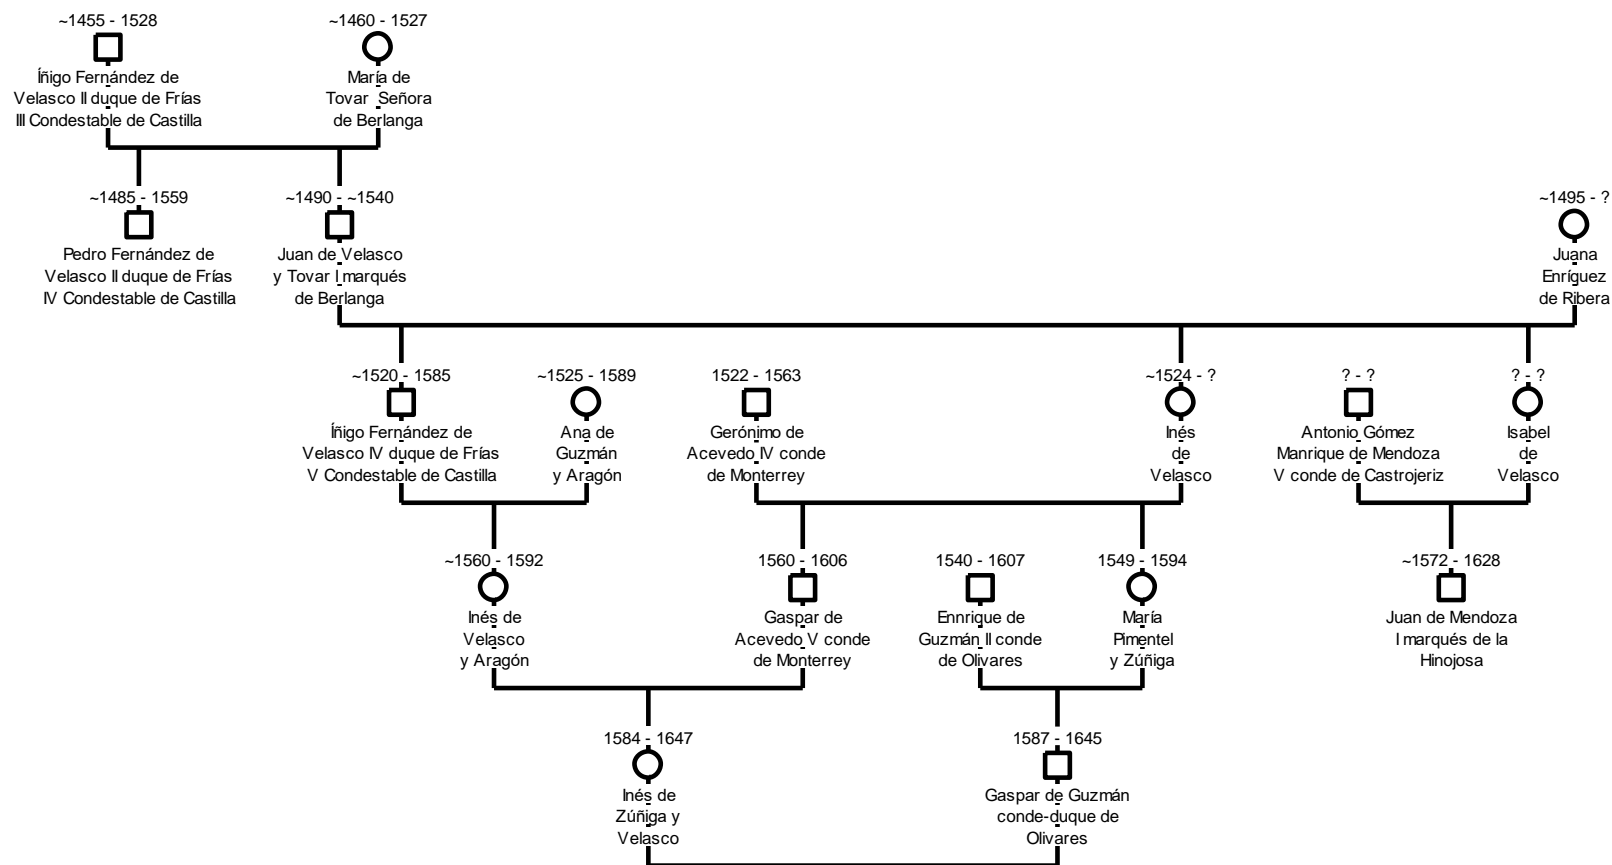 ~1455 - 1528
Íñigo Fernández de
Velasco II duque de Frías
III Condestable de Castilla
~1460 - 1527
María de
Tovar Señora
de Berlanga
~1485 - 1559
Pedro Fernández de
Velasco II duque de Frías
IV Condestable de Castilla
~1490 - ~1540
Juan de Velasco
y Tovar I marqués
de Berlanga
~1495 - ?
Juana
Enríguez
de Ribera
~1520 - 1585
Íñigo Fernández de
Velasco IV duque de Frías
V Condestable de Castilla
~1525 - 1589
Ana de
Guzmán
y Aragón
1522 - 1563
Gerónimo de
Acevedo IV conde
de Monterrey
~1524 - ?
Inés
de
Velasco
? - ?
Antonio Gómez
Manrique de Mendoza
V conde de Castrojeriz
? - ?
Isabel
de
Velasco
~1560 - 1592
Inés de
Velasco
y Aragón
1560 - 1606
Gaspar de
Acevedo V conde
de Monterrey
1540 - 1607
Ennrique de
Guzmán II conde
de Olivares
1549 - 1594
María
Pimentel
y Zúñiga
~1572 - 1628
Juan de Mendoza
I marqués de la
Hinojosa
1584 - 1647
Inés de
Zúñiga y
Velasco
1587 - 1645
Gaspar de Guzmán
conde-duque de
Olivares